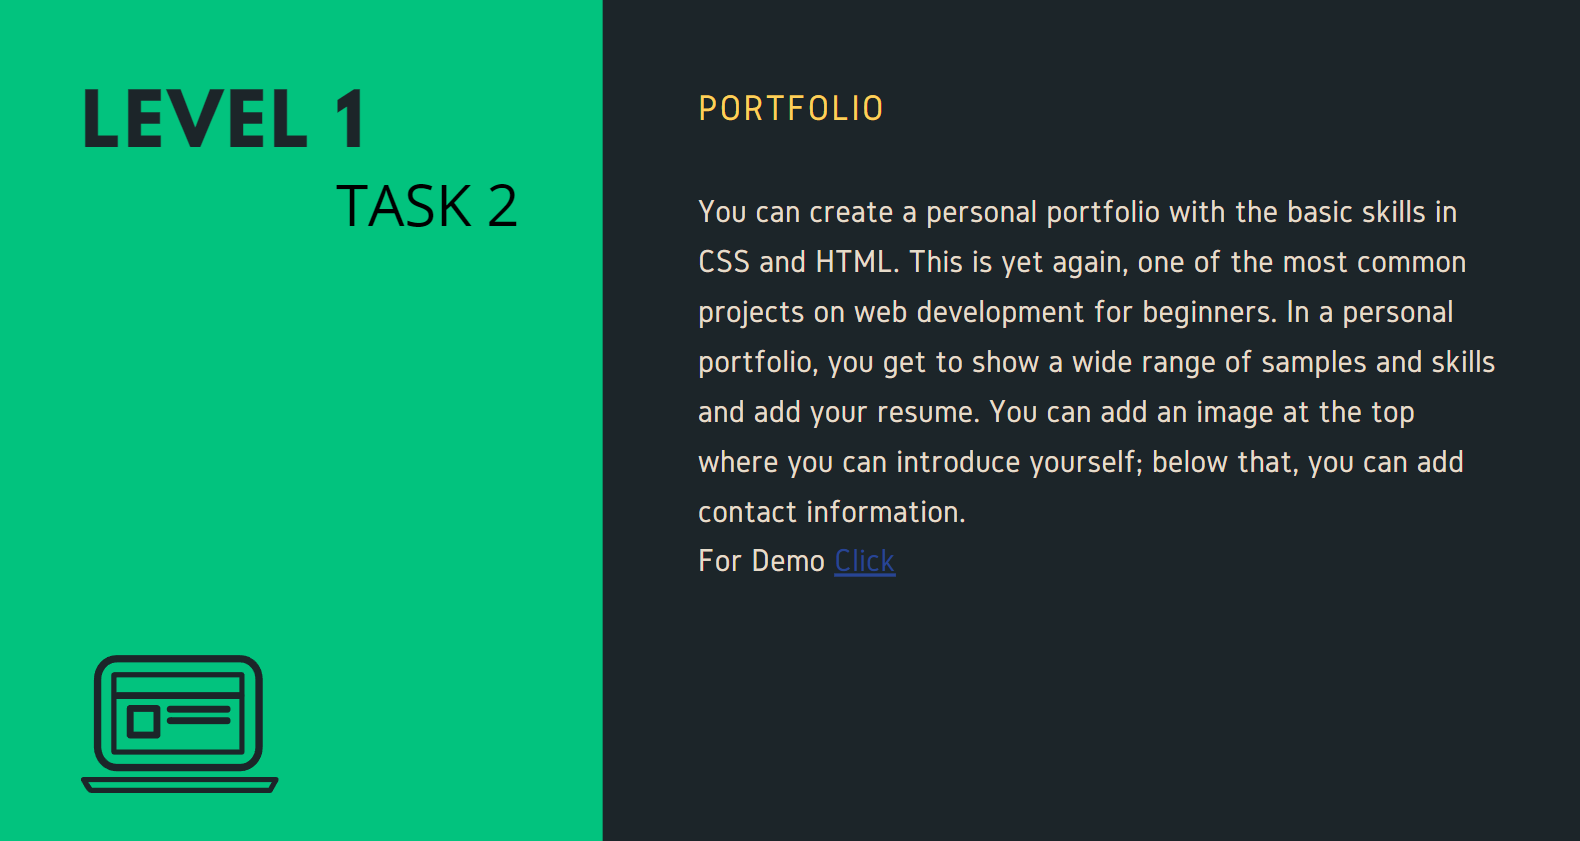 LEVEL 1
TASK 2
PORTFOLIO
You can create a personal portfolio with the basic skills in
CSS and HTML. This is yet again, one of the most common
projects on web development for beginners. In a personal
portfolio, you get to show a wide range of samples and skills
and add your resume. You can add an image at the top
where you can introduce yourself; below that, you can add
contact information.
For Demo Click